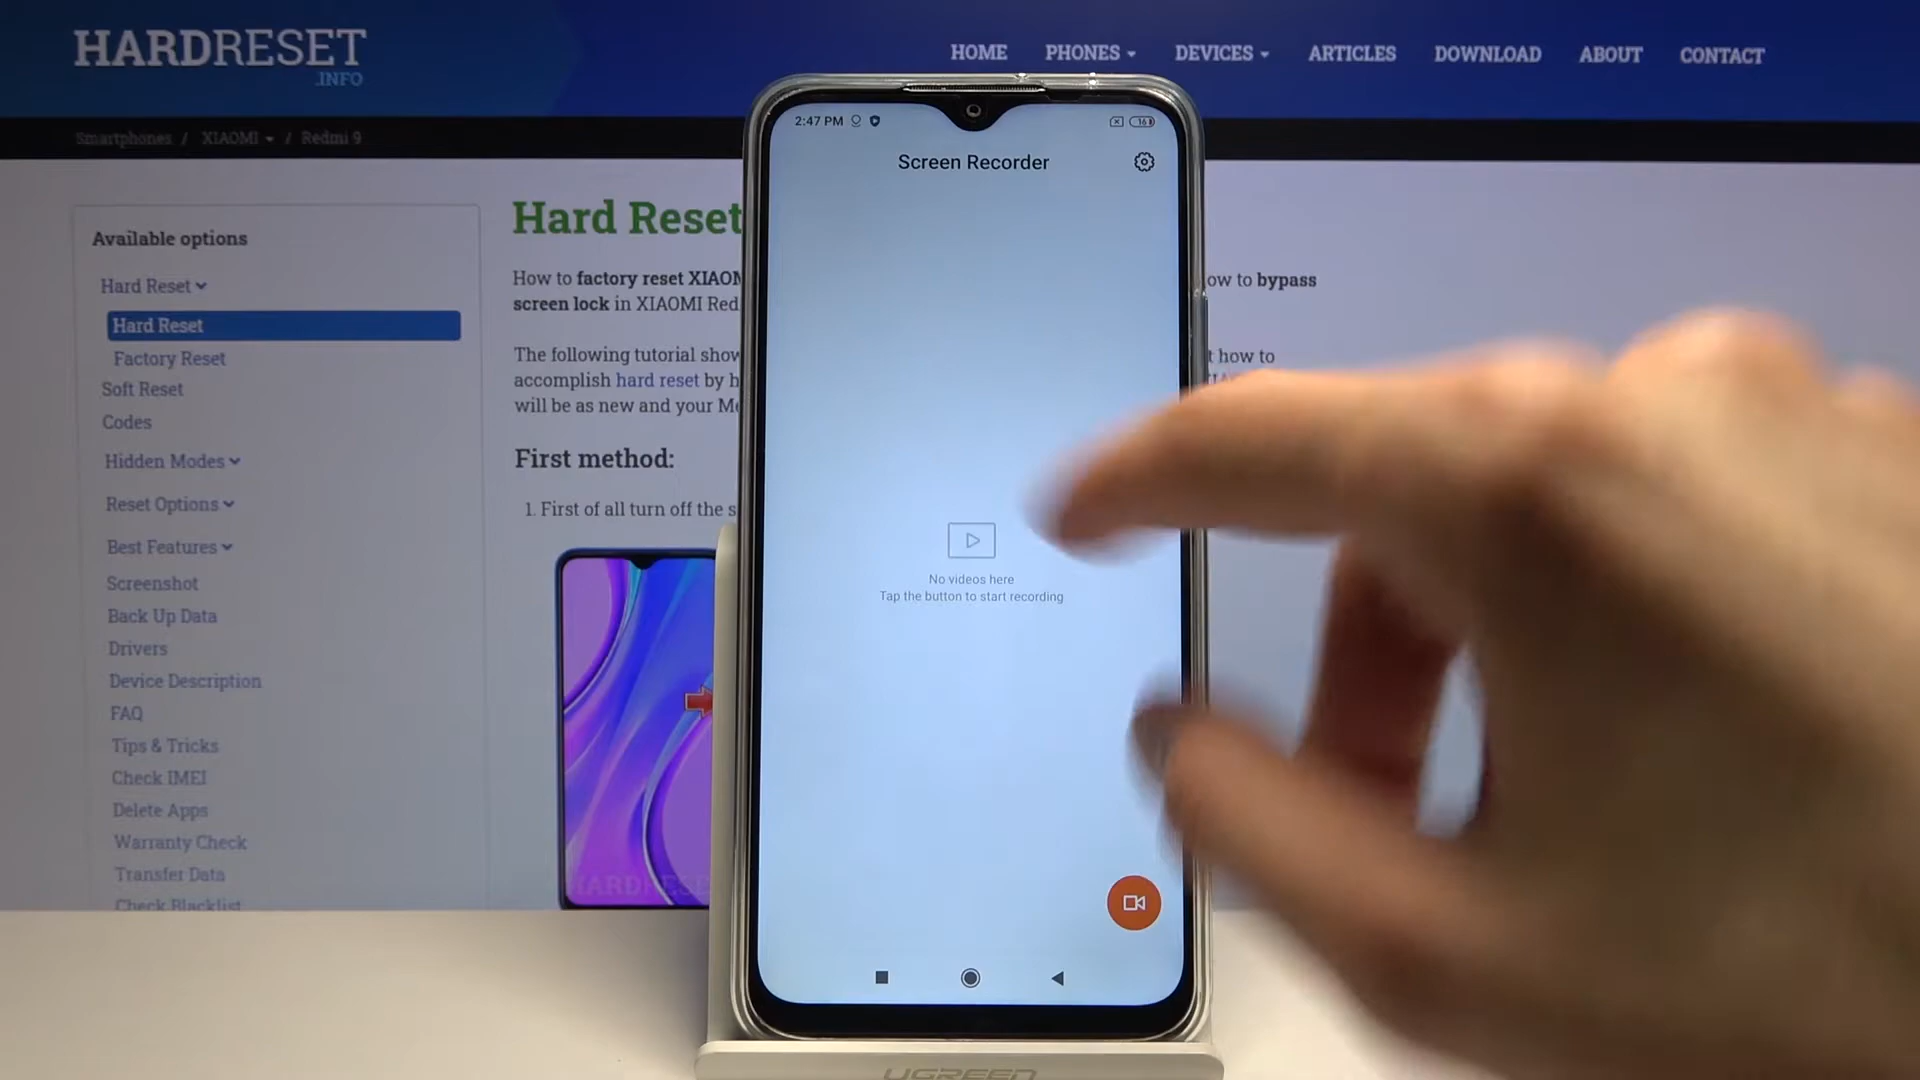 HARDRESET
.INFO
HOME PHONES DEVICES ARTICLES DOWNLOAD ABOUT CONTACT
Smartphones / XIAOMI / Redmi 9
Available options
Hard Reset
Hard Reset
Factory Reset
Soft Reset
Codes
Hidden Modes
Reset Options
Best Features
Screenshot
Back Up Data
Drivers
Device Description
FAQ
Tips & Tricks
Check IMEI
Delete Apps
Warranty Check
Transfer Data
Check Blacklist
Hard Reset
How to factory reset
to bypass
screen lock in XIAOMI
The following tutorial
how to
accomplish hard reset by
will be as new and your
First method:
1. First of all turn off the
2:47 PM
16
Screen Recorder
No videos here
Tap the button to start recording
UGREEN